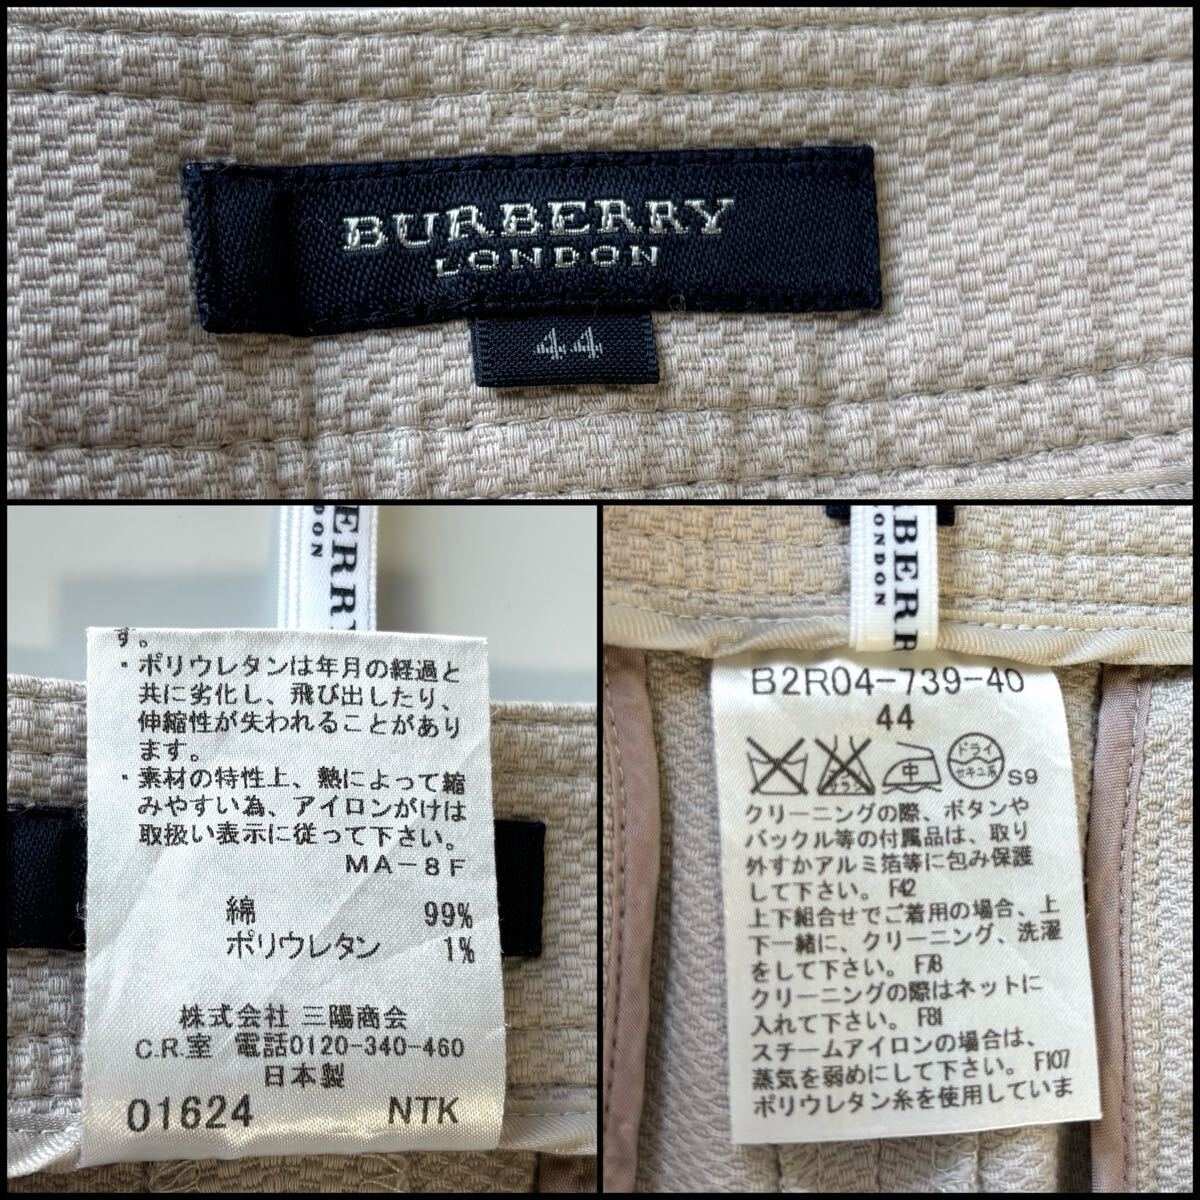 BURBERRY
LONDON
44
ERRY
ONDON
す。
・ポリウレタンは年月の経過と
共に劣化し、飛び出したり、
伸縮性が失われることがあり
ます。
・素材の特性上、熱によって縮
みやすい為、アイロンがけは
取扱い表示に従って下さい。
MA-8F
綿 99%
ポリウレタン 1%
株式会社 三陽商会
C.R.室 電話0120-340-460
日本製
01624 NTK
BERR
LONDON
B2R04-739-40
44
エンソ
サラシ
中
ドライ
セキユ系
S9
クリーニングの際、ボタンや
バックル等の付属品は、取り
外すかアルミ箔等に包み保護
して下さい。F42
上下組合せでご着用の場合、上
下一緒に、クリーニング、洗濯
をして下さい。F78
クリーニングの際はネットに
入れて下さい。F81
スチームアイロンの場合は、
蒸気を弱めにして下さい。F107
ポリウレタン糸を使用していま